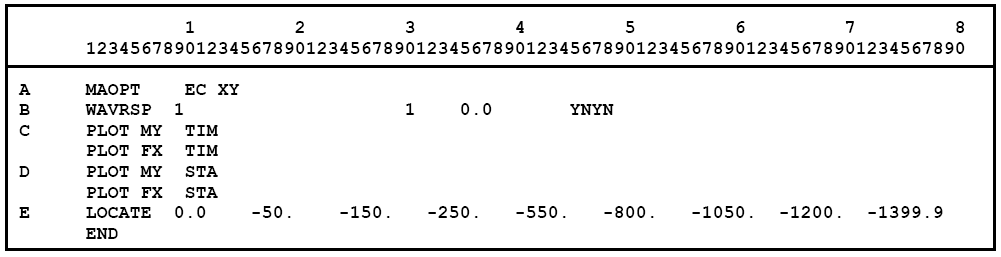 1         2         3         4         5         6         7         8
12345678901234567890123456789012345678901234567890123456789012345678901234567890
A     MAOPT    EC XY
B     WAVRSP  1                    1    0.0       YNYN
C     PLOT MY  TIM
      PLOT FX  TIM
D     PLOT MY  STA
      PLOT FX  STA
E     LOCATE  0.0    -50.    -150.   -250.   -550.   -800.   -1050.  -1200.  -1399.9
      END